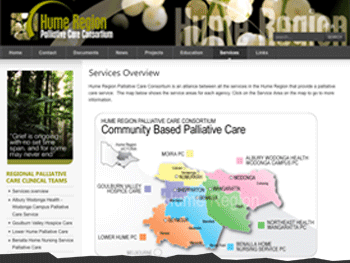 Hume Region
Palliative Care Consortium
Hume Region
SEARCH
Home
Contact
Documents
News
Projects
Education
Services
Links
Services Overview
Hume Region Palliative Care Consortium is an alliance between all the services in the Hume Region that provide a palliative
care service. The map below shows the service areas for each agency. Click on the Service Area on the map to go to more
information.
"Grief is ongoing
with no set time
span, and for some
may never end"
REGIONAL PALLIATIVE
CARE CLINICAL TEAMS
Services overview
Albury Wodonga Health -
Wodonga Campus Palliative
Care Service
Goulburn Valley Hospice Care
Lower Hume Palliative Care
Benalla Home Nursing Service
Palliative Care
HUME REGION PALLIATIVE CARE CONSORTIUM
Community Based Palliative Care
Hume Region
MOIRA PC
ALBURY WODONGA HEALTH
WODONGA CAMPUS PC
GOULBURN VALLEY
HOSPICE CARE
SHEPPARTON
WANGARATTA
Hume Region
LOWER HUME PC
NORTHEAST HEALTH
WANGARATTA PC
BENALLA HOME
NURSING SERVICE PC
MELBOURNE